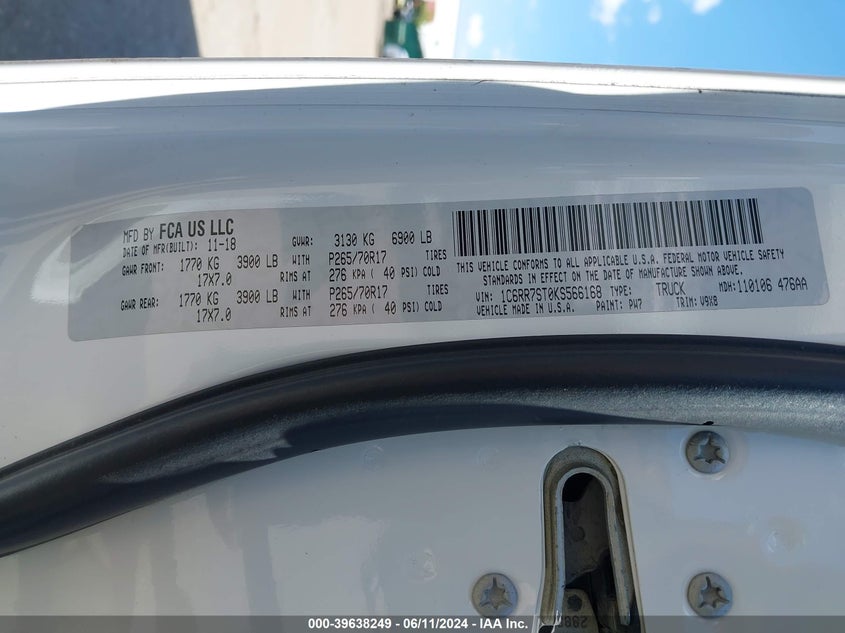 MFD BY FCA US LLC
DATE OF MFR(BUILT): 11-18 GVWR: 3130 KG 6900 LB
GAWR FRONT: 1770 KG 3900 LB WITH P265/70R17 TIRES
17X7.0 RIMS AT 276 KPA ( 40 PSI) COLD
GAWR REAR: 1770 KG 3900 LB WITH P265/70R17 TIRES
17X7.0 RIMS AT 276 KPA ( 40 PSI) COLD
THIS VEHICLE CONFORMS TO ALL APPLICABLE U.S.A. FEDERAL MOTOR VEHICLE SAFETY
STANDARDS IN EFFECT ON THE DATE OF MANUFACTURE SHOWN ABOVE.
VIN: 1C6RR7ST0KS566168 TYPE: TRUCK MDH: 110106 476AA
VEHICLE MADE IN U.S.A. PAINT: PW7 TRIM: V9X8
000-39638249 - 06/11/2024 - IAA Inc.